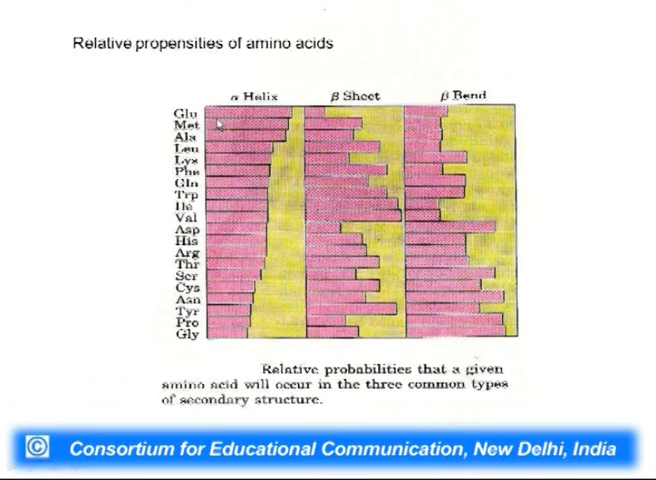 Relative propensities of amino acids
α Helix β Sheet β Bend
Glu
Met
Ala
Leu
Lys
Phe
Gln
Trp
Ile
Val
Asp
His
Arg
Thr
Ser
Cys
Asn
Tyr
Pro
Gly
Relative probabilities that a given
amino acid will occur in the three common types
of secondary structure.
© Consortium for Educational Communication, New Delhi, India